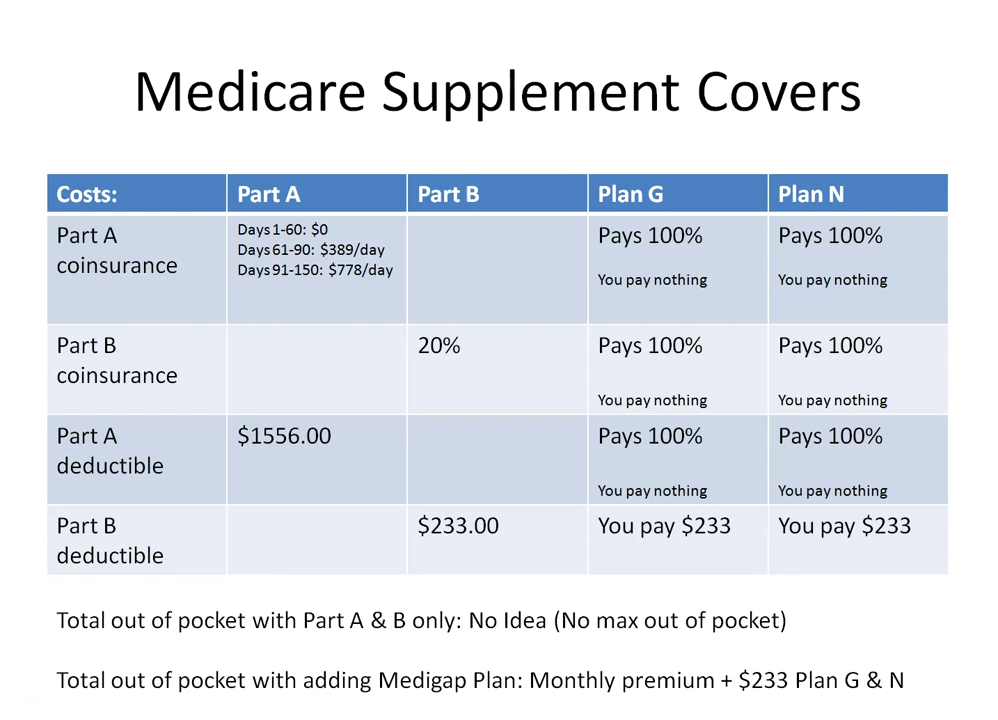 Medicare Supplement Covers
Costs: Part A Part B Plan G Plan N
Part A coinsurance
Days 1-60: $0
Days 61-90: $389/day
Days 91-150: $778/day
Pays 100%
You pay nothing
Pays 100%
You pay nothing
Part B coinsurance
20%
Pays 100%
You pay nothing
Pays 100%
You pay nothing
Part A deductible
$1556.00
Pays 100%
You pay nothing
Pays 100%
You pay nothing
Part B deductible
$233.00
You pay $233
You pay $233
Total out of pocket with Part A & B only: No Idea (No max out of pocket)
Total out of pocket with adding Medigap Plan: Monthly premium + $233 Plan G & N